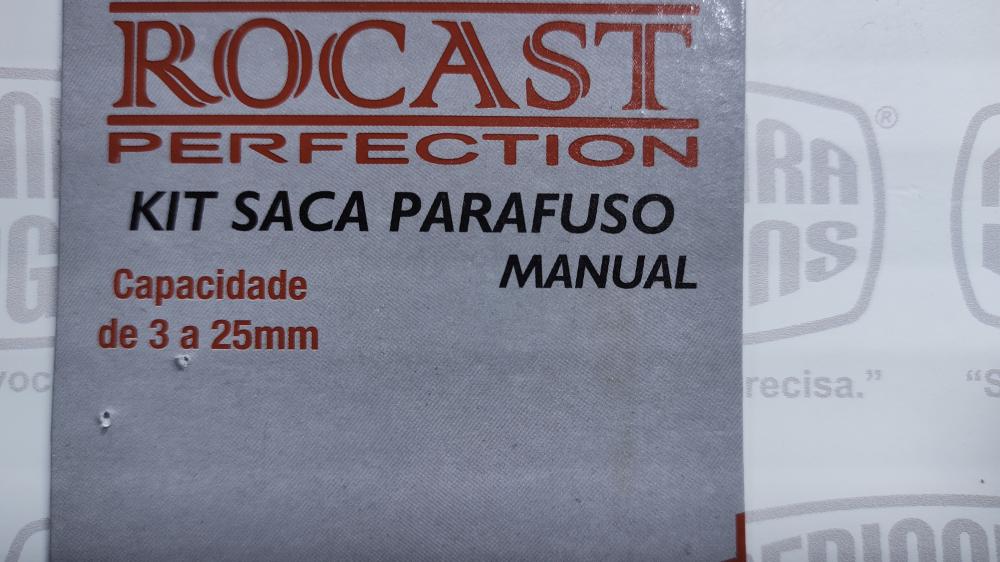 ROCAST
PERFECTION
KIT SACA PARAFUSO
MANUAL
Capacidade
de 3 a 25mm
recisa.”